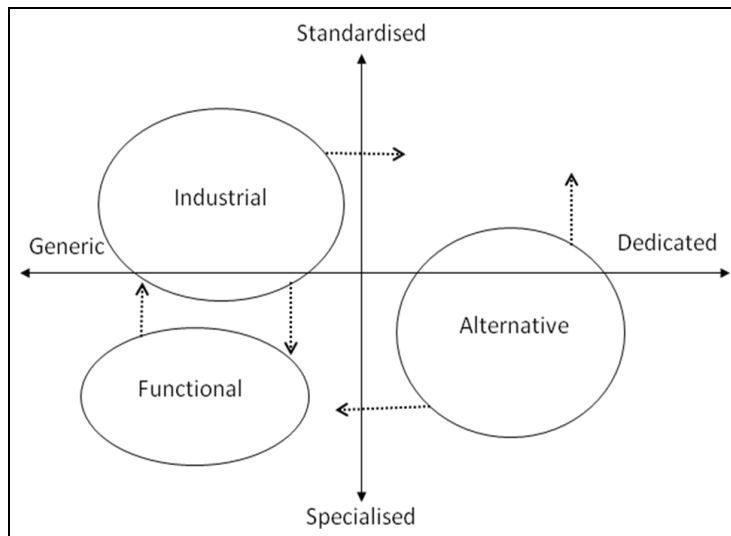 Standardised
Industrial
Generic
Dedicated
Alternative
Functional
Specialised